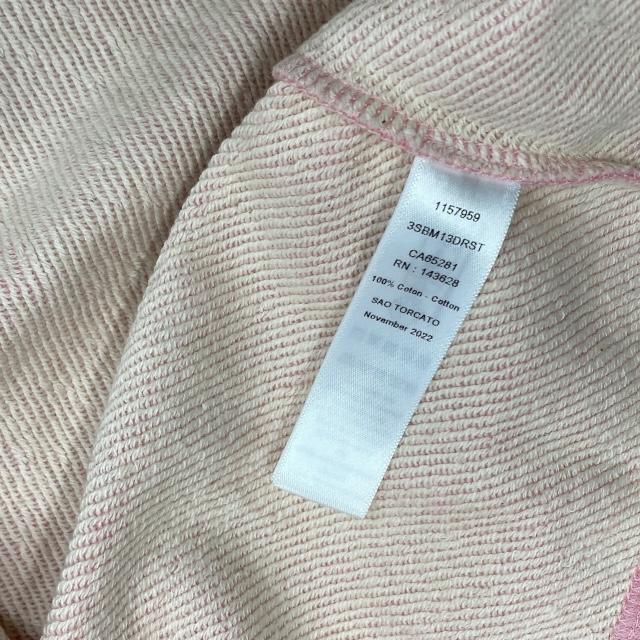 1157959
3SBM13DRST
CA65281
RN : 143628
100% Coton - Cotton
SAO TORCATO
November 2022